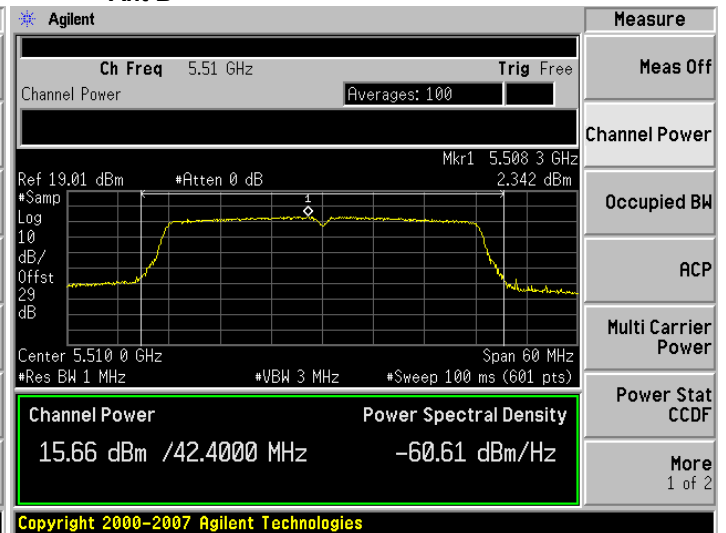 Agilent
Measure
Ch Freq 5.51 GHz Trig Free
Channel Power Averages: 100
Mkr1 5.508 3 GHz
Ref 19.01 dBm #Atten 0 dB 2.342 dBm
#Samp
Log
10
dB/
Offst
29
dB
1
Center 5.510 0 GHz Span 60 MHz
#Res BW 1 MHz #VBW 3 MHz #Sweep 100 ms (601 pts)
Channel Power Power Spectral Density
15.66 dBm /42.4000 MHz -60.61 dBm/Hz
Copyright 2000-2007 Agilent Technologies
Meas Off
Channel Power
Occupied BW
ACP
Multi Carrier
Power
Power Stat
CCDF
More
1 of 2